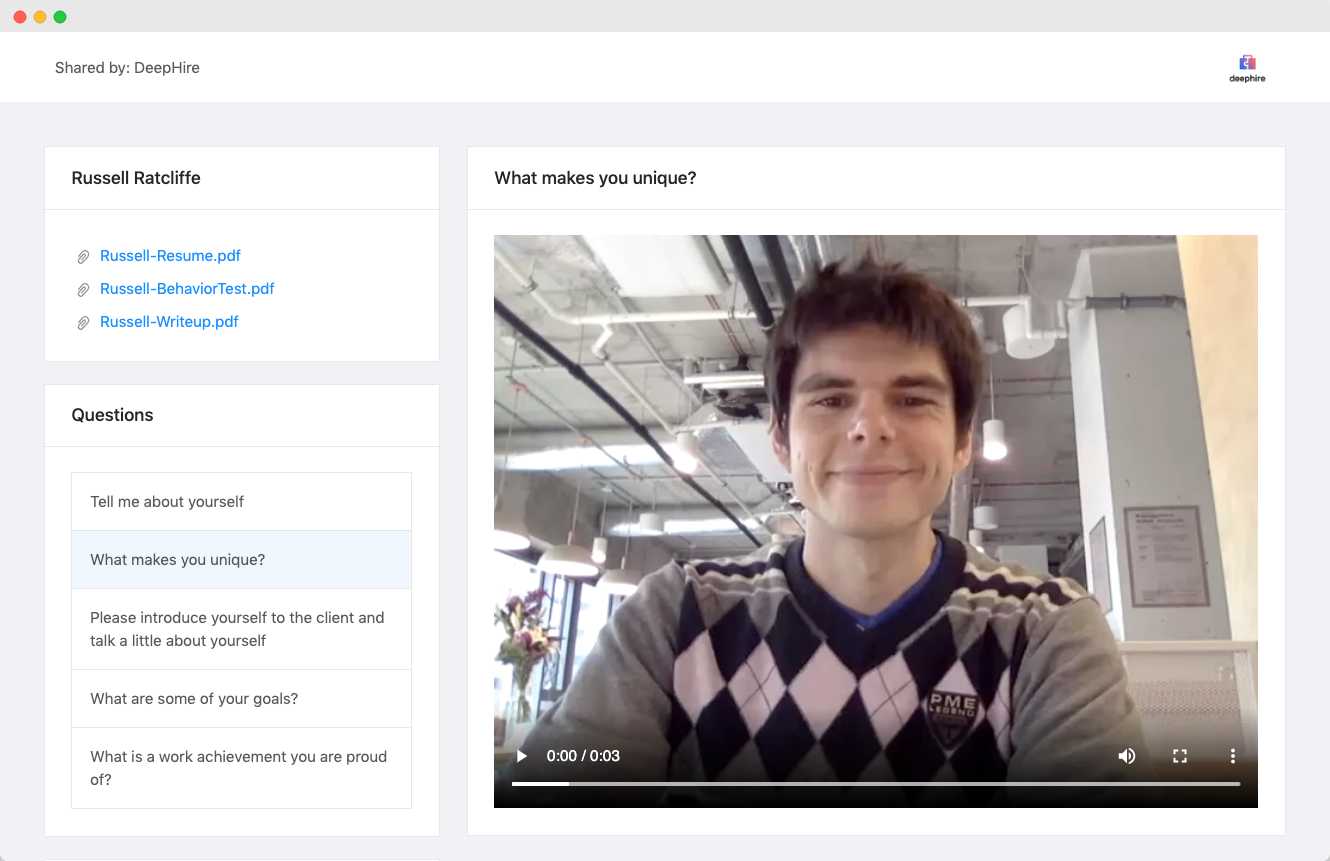 Shared by: DeepHire
deephire
Russell Ratcliffe
Russell-Resume.pdf
Russell-BehaviorTest.pdf
Russell-Writeup.pdf
Questions
Tell me about yourself
What makes you unique?
Please introduce yourself to the client and
talk a little about yourself
What are some of your goals?
What is a work achievement you are proud
of?
What makes you unique?
PME
LEGEND
0:00 / 0:03